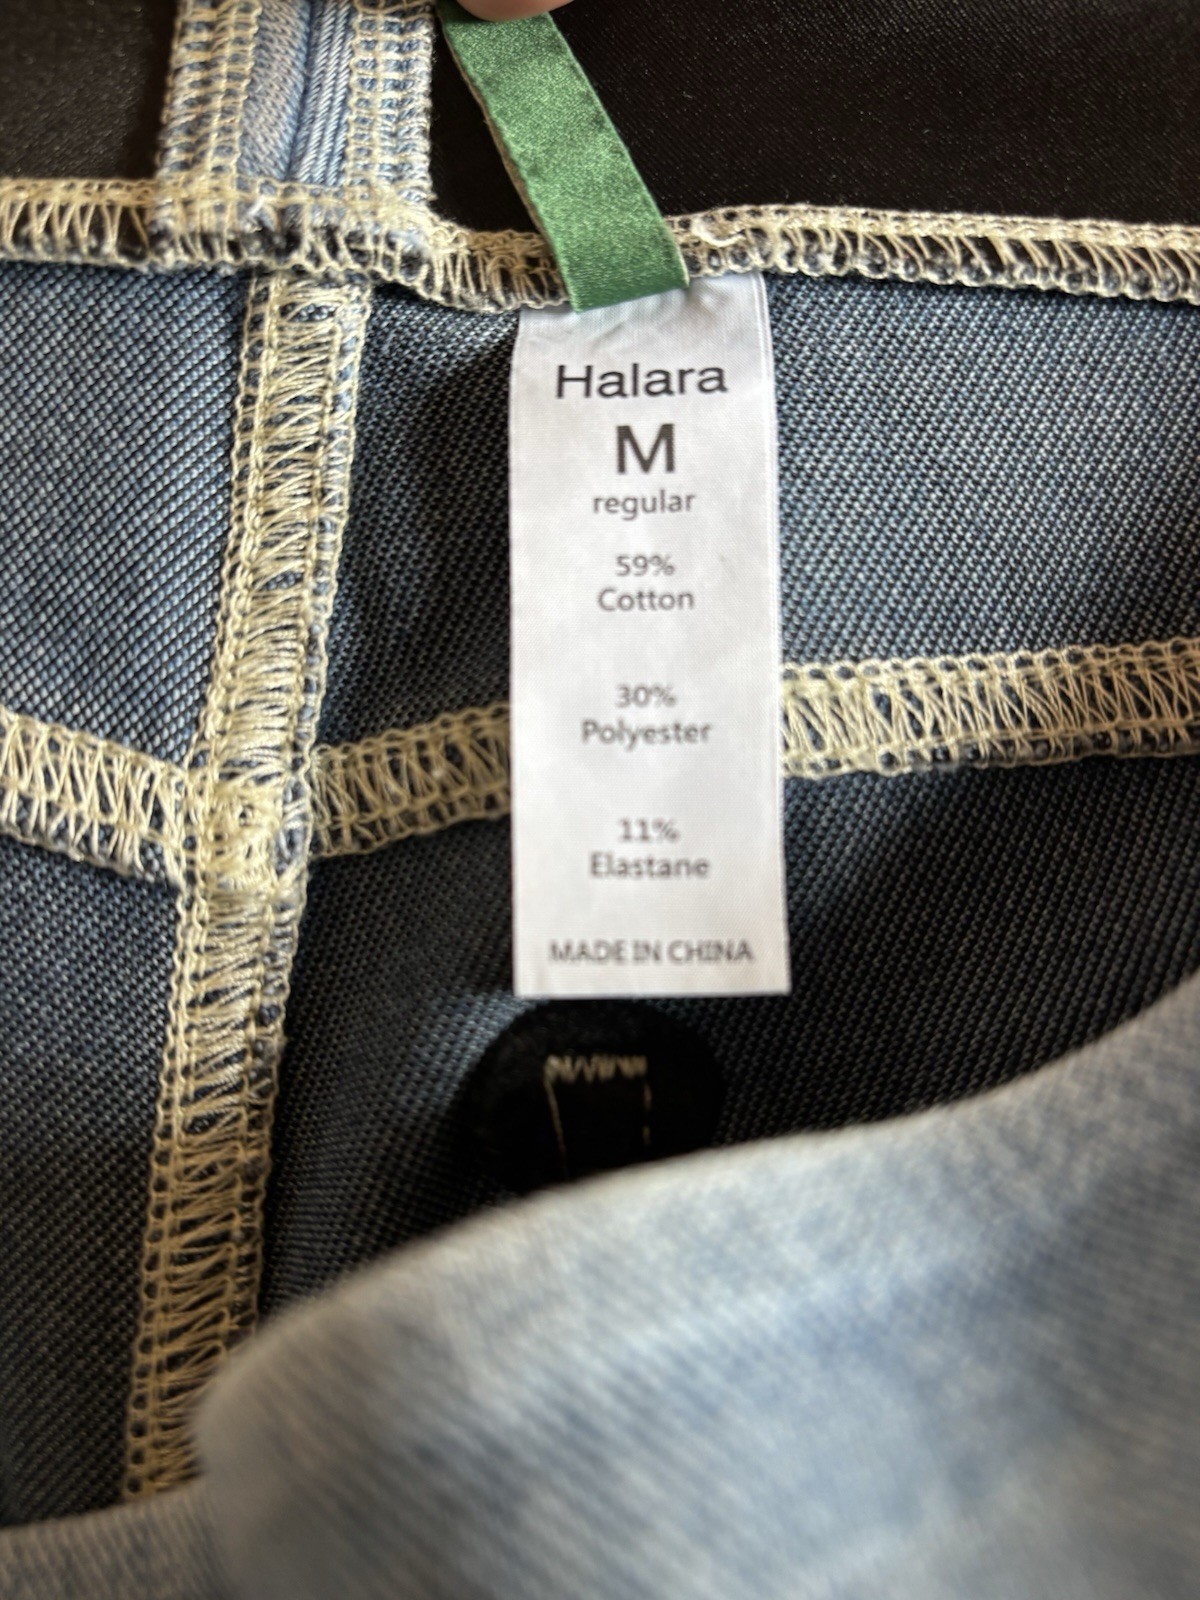 Halara
M
regular
59%
Cotton
30%
Polyester
11%
Elastane
MADE IN CHINA